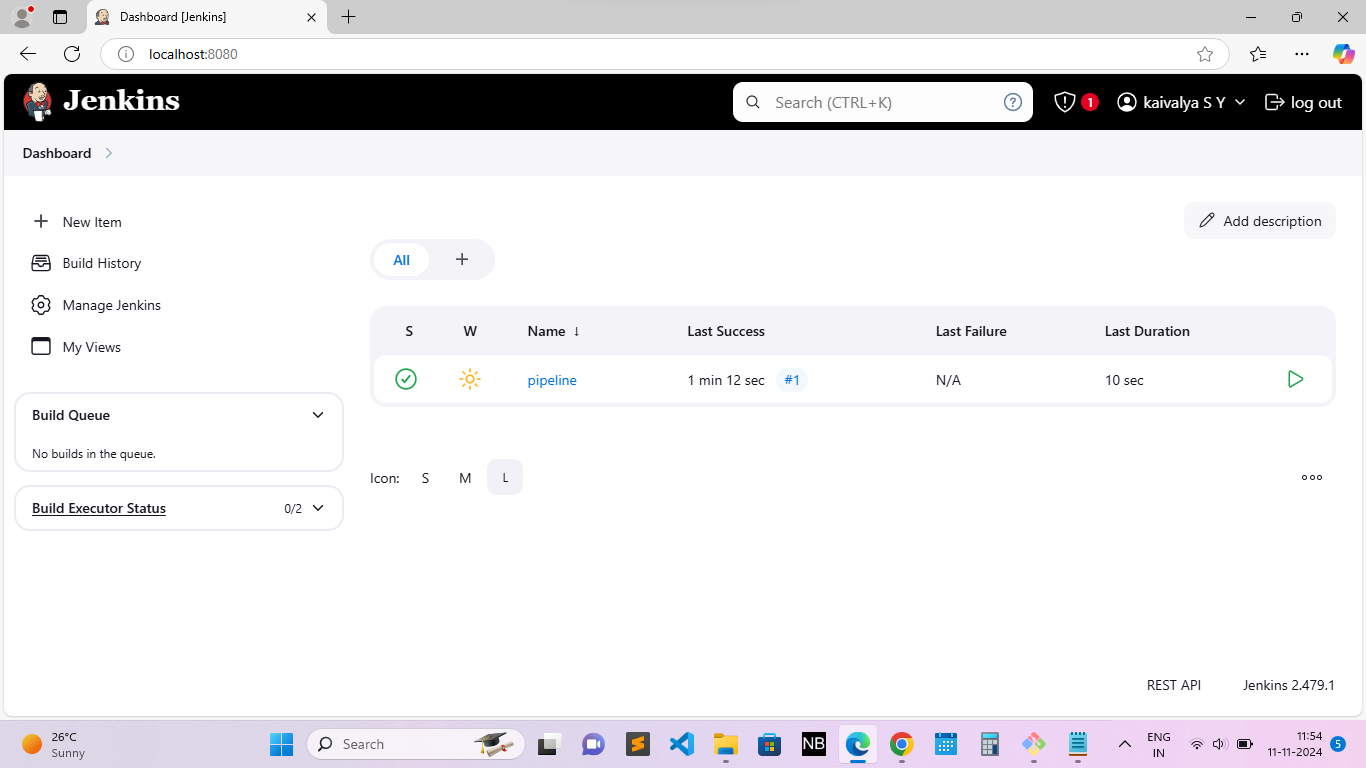 Dashboard [Jenkins]
localhost:8080
Jenkins
Search (CTRL+K)
1
kaivalya S Y
log out
Dashboard
New Item
Build History
Manage Jenkins
My Views
Build Queue
No builds in the queue.
Build Executor Status
0/2
Add description
All
S W Name ↓ Last Success Last Failure Last Duration
pipeline 1 min 12 sec #1 N/A 10 sec
Icon: S M L
REST API
Jenkins 2.479.1
26°C
Sunny
Search
NB
ENG
IN
11:54
11-11-2024
5